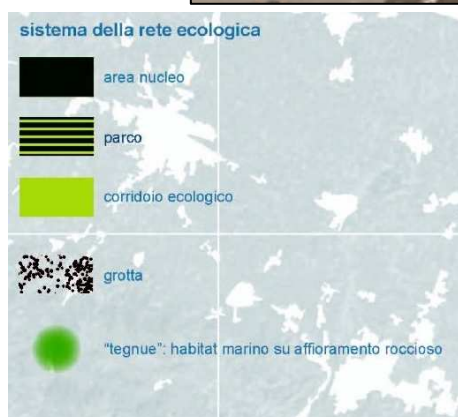 sistema della rete ecologica
area nucleo
parco
corridoio ecologico
grotta
"tegnue": habitat marino su affioramento roccioso